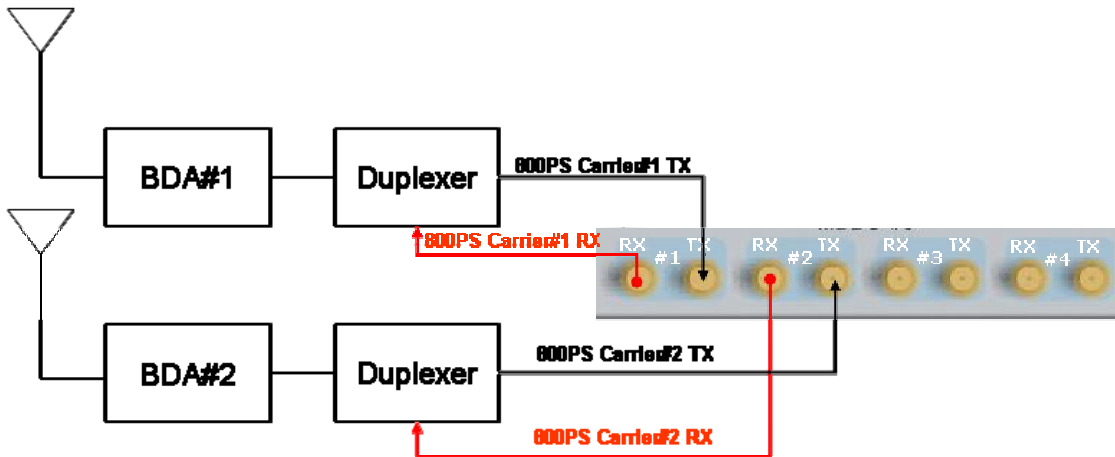 BDA#1
Duplexer
800PS Carrier#1 TX
800PS Carrier#1 RX
RX TX RX TX RX TX RX TX
#1 #2 #3 #4
BDA#2
Duplexer
800PS Carrier#2 TX
800PS Carrier#2 RX